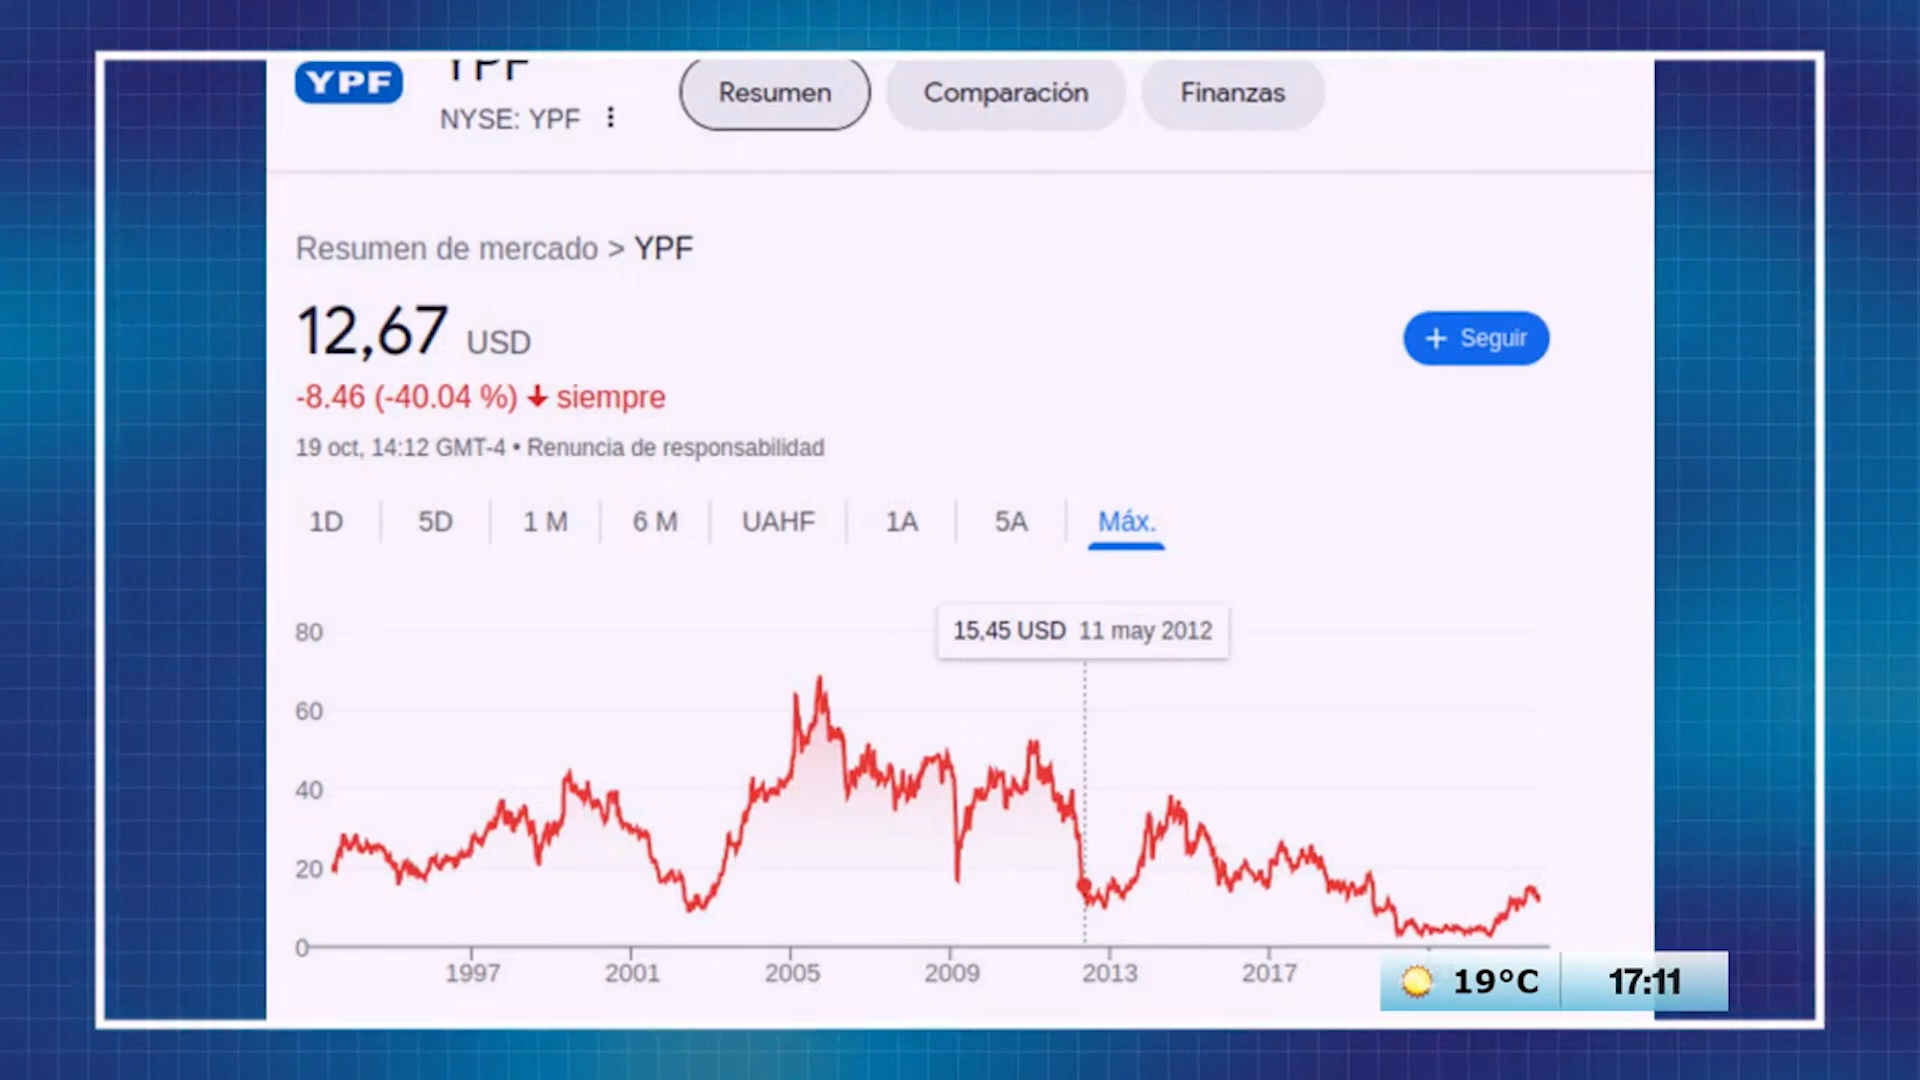 YPF
YPF
NYSE: YPF
Resumen
Comparación
Finanzas
Resumen de mercado > YPF
12,67 USD
+ Seguir
-8.46 (-40.04 %) ↓ siempre
19 oct, 14:12 GMT-4 • Renuncia de responsabilidad
1D
5D
1 M
6 M
UAHF
1A
5A
Máx.
15,45 USD 11 may 2012
80
60
40
20
0
1997
2001
2005
2009
2013
2017
19°C
17:11